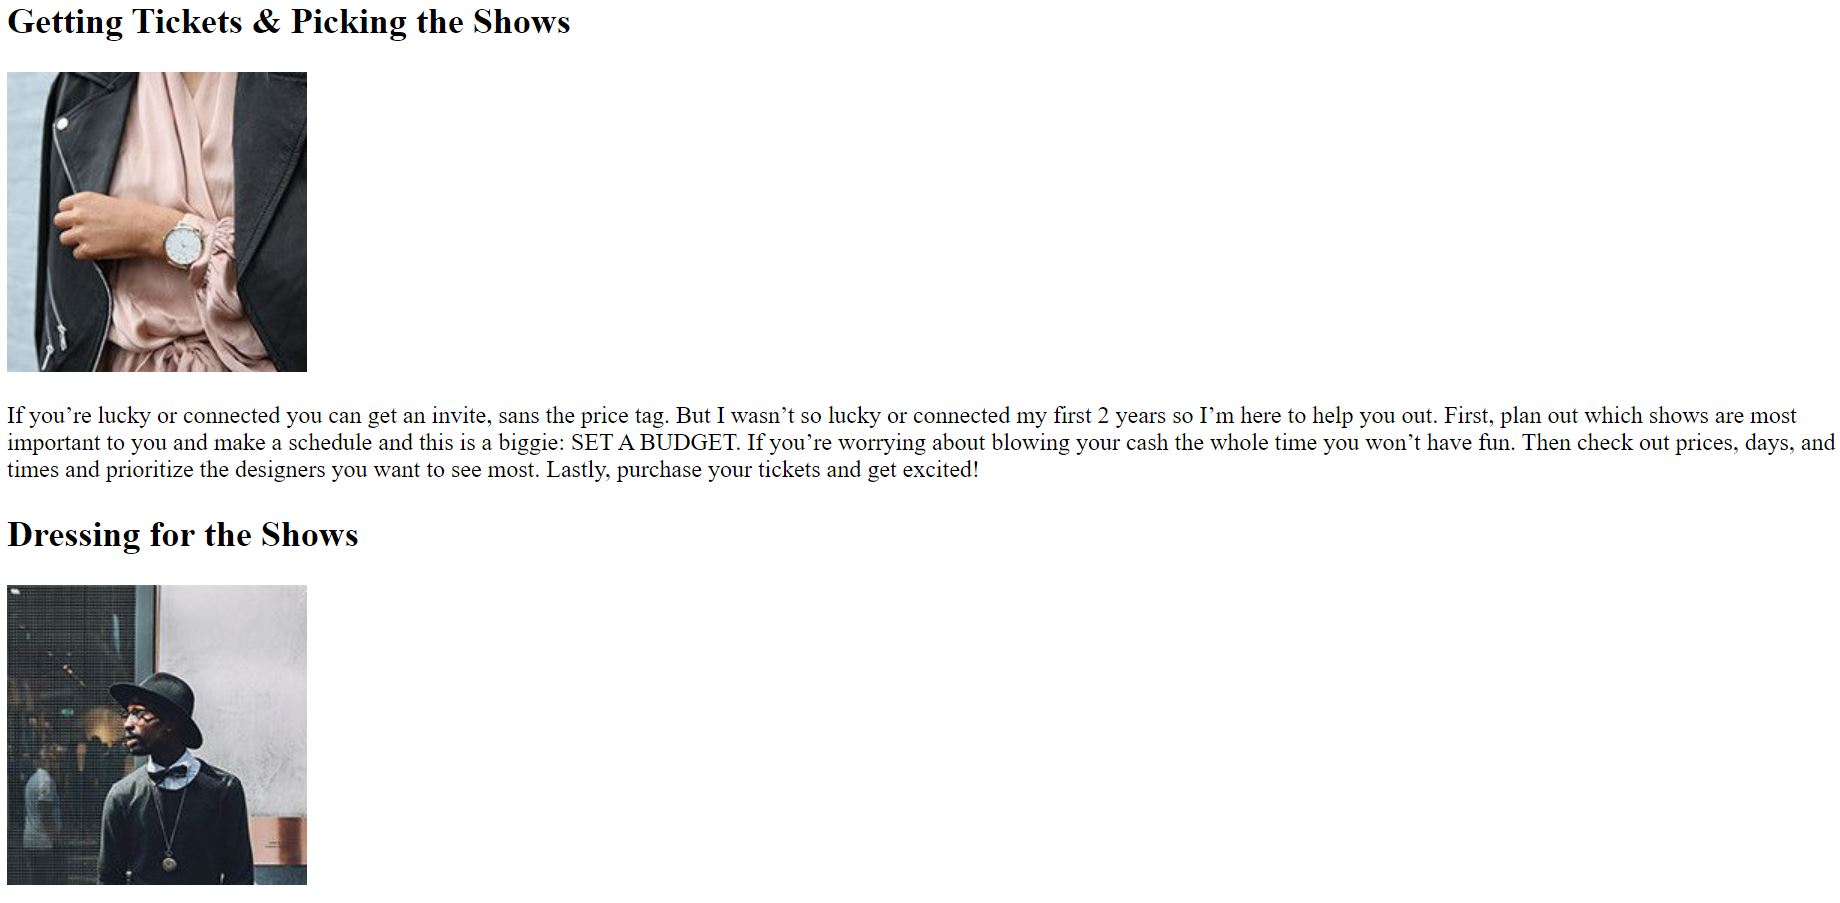 Getting Tickets & Picking the Shows
If you’re lucky or connected you can get an invite, sans the price tag. But I wasn’t so lucky or connected my first 2 years so I’m here to help you out. First, plan out which shows are most
important to you and make a schedule and this is a biggie: SET A BUDGET. If you’re worrying about blowing your cash the whole time you won’t have fun. Then check out prices, days, and
times and prioritize the designers you want to see most. Lastly, purchase your tickets and get excited!
Dressing for the Shows